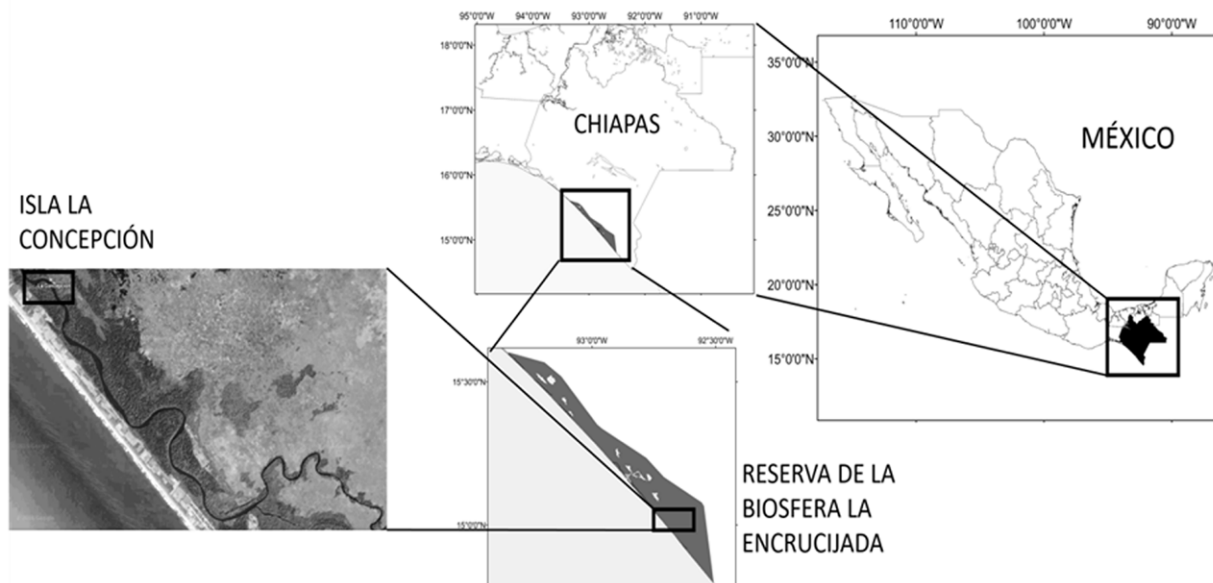 95°0'0"W 94°0'0"W 93°0'0"W 92°0'0"W 91°0'0"W
18°0'0"N
17°0'0"N
16°0'0"N
15°0'0"N
CHIAPAS
110°0'0"W 100°0'0"W 90°0'0"W
35°0'0"N
30°0'0"N
25°0'0"N
20°0'0"N
15°0'0"N
MÉXICO
ISLA LA
CONCEPCIÓN
93°0'0"W 92°30'0"W
15°30'0"N
15°0'0"N
RESERVA DE LA
BIOSFERA LA
ENCRUCIJADA